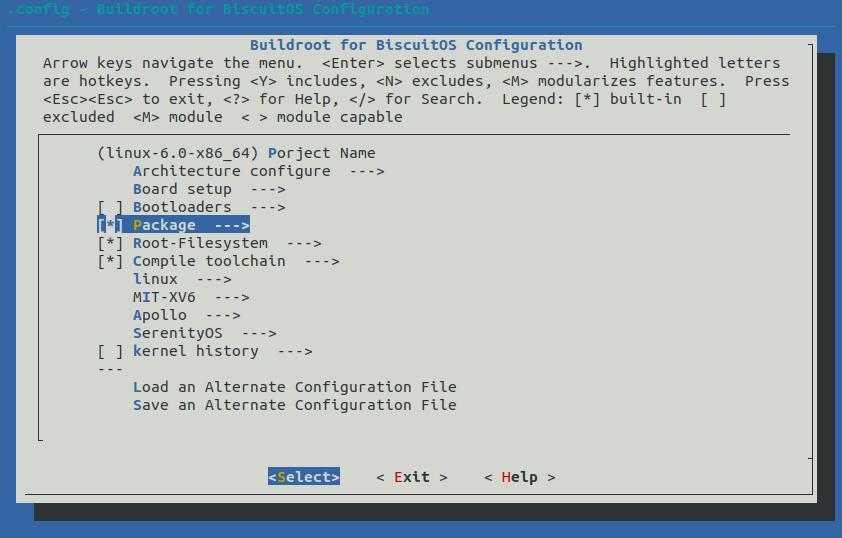 .config - Buildroot for BiscuitOS Configuration
Buildroot for BiscuitOS Configuration
Arrow keys navigate the menu.  <Enter> selects submenus --->.  Highlighted letters
are hotkeys.  Pressing <Y> includes, <N> excludes, <M> modularizes features.  Press
<Esc><Esc> to exit, <?> for Help, </> for Search.  Legend: [*] built-in  [ ]
excluded  <M> module  < > module capable
(linux-6.0-x86_64) Porject Name
Architecture configure  --->
Board setup  --->
[ ] Bootloaders  --->
[*] Package  --->
[*] Root-Filesystem  --->
[*] Compile toolchain  --->
linux  --->
MIT-XV6  --->
Apollo  --->
SerenityOS  --->
[ ] kernel history  --->
---
Load an Alternate Configuration File
Save an Alternate Configuration File
<Select>    < Exit >    < Help >